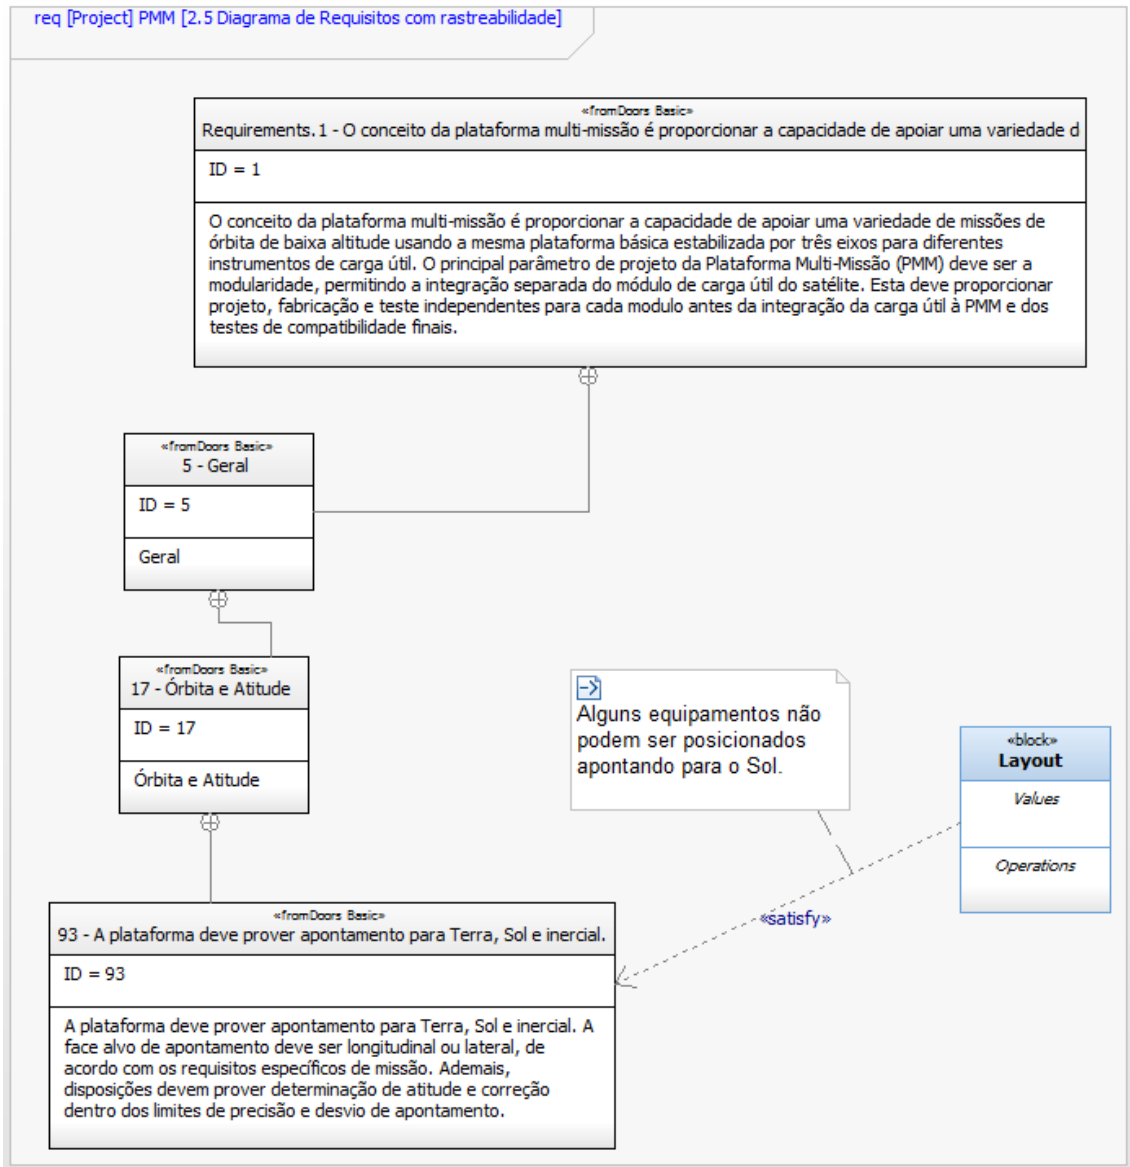 req [Project] PMM [2.5 Diagrama de Requisitos com rastreabilidade]
«fromDoors Basic»
Requirements.1 - O conceito da plataforma multi-missão é proporcionar a capacidade de apoiar uma variedade d
ID = 1
O conceito da plataforma multi-missão é proporcionar a capacidade de apoiar uma variedade de missões de
órbita de baixa altitude usando a mesma plataforma básica estabilizada por três eixos para diferentes
instrumentos de carga útil. O principal parâmetro de projeto da Plataforma Multi-Missão (PMM) deve ser a
modularidade, permitindo a integração separada do módulo de carga útil do satélite. Esta deve proporcionar
projeto, fabricação e teste independentes para cada modulo antes da integração da carga útil à PMM e dos
testes de compatibilidade finais.
«fromDoors Basic»
5 - Geral
ID = 5
Geral
«fromDoors Basic»
17 - Órbita e Atitude
ID = 17
Órbita e Atitude
Alguns equipamentos não
podem ser posicionados
apontando para o Sol.
«block»
Layout
Values
Operations
«satisfy»
«fromDoors Basic»
93 - A plataforma deve prover apontamento para Terra, Sol e inercial.
ID = 93
A plataforma deve prover apontamento para Terra, Sol e inercial. A
face alvo de apontamento deve ser longitudinal ou lateral, de
acordo com os requisitos específicos de missão. Ademais,
disposições devem prover determinação de atitude e correção
dentro dos limites de precisão e desvio de apontamento.